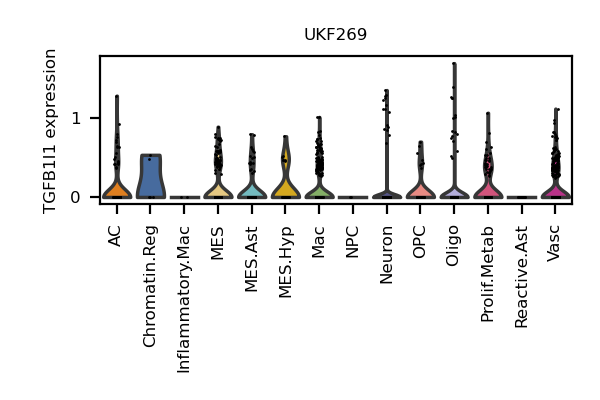 UKF269
TGFB1I1 expression
1
0
AC
Chromatin.Reg
Inflammatory.Mac
MES
MES.Ast
MES.Hyp
Mac
NPC
Neuron
OPC
Oligo
Prolif.Metab
Reactive.Ast
Vasc